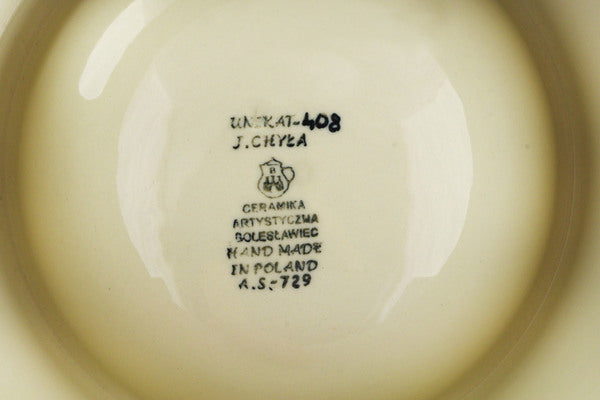 UNIKAT-408
J.CHYŁA
B
CERAMIKA
ARTYSTYCZNA
BOLESŁAWIEC
HAND MADE
IN POLAND
A.S.-729